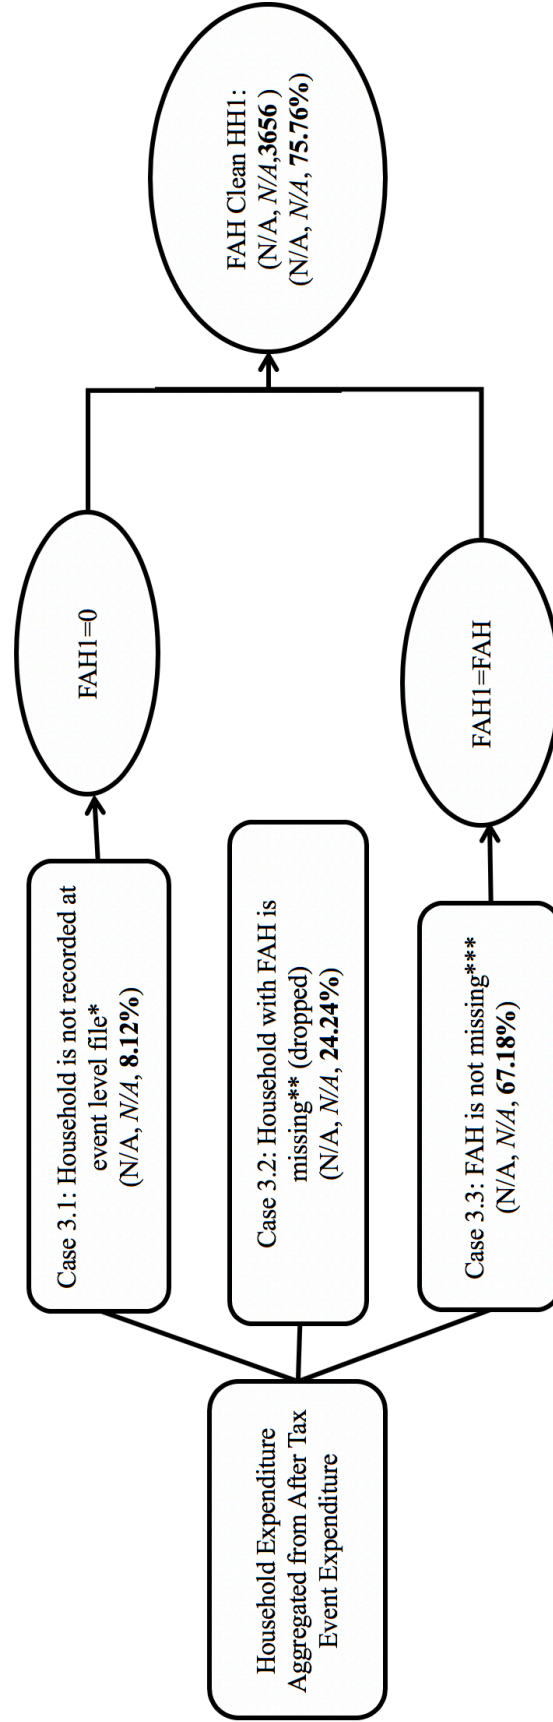 Household Expenditure
Aggregated from After Tax
Event Expenditure
Case 3.1: Household is not recorded at
event level file*
(N/A, N/A, 8.12%)
Case 3.2: Household with FAH is
missing** (dropped)
(N/A, N/A, 24.24%)
Case 3.3: FAH is not missing***
(N/A, N/A, 67.18%)
FAH1=0
FAH1=FAH
FAH Clean HH1:
(N/A, N/A,3656 )
(N/A, N/A, 75.76%)